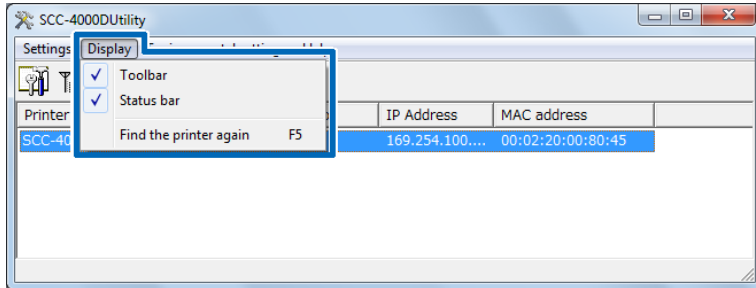 SCC-4000DUtility
Settings Display
Toolbar
Status bar
Find the printer again F5
Printer IP Address MAC address
SCC-40 169.254.100.... 00:02:20:00:80:45